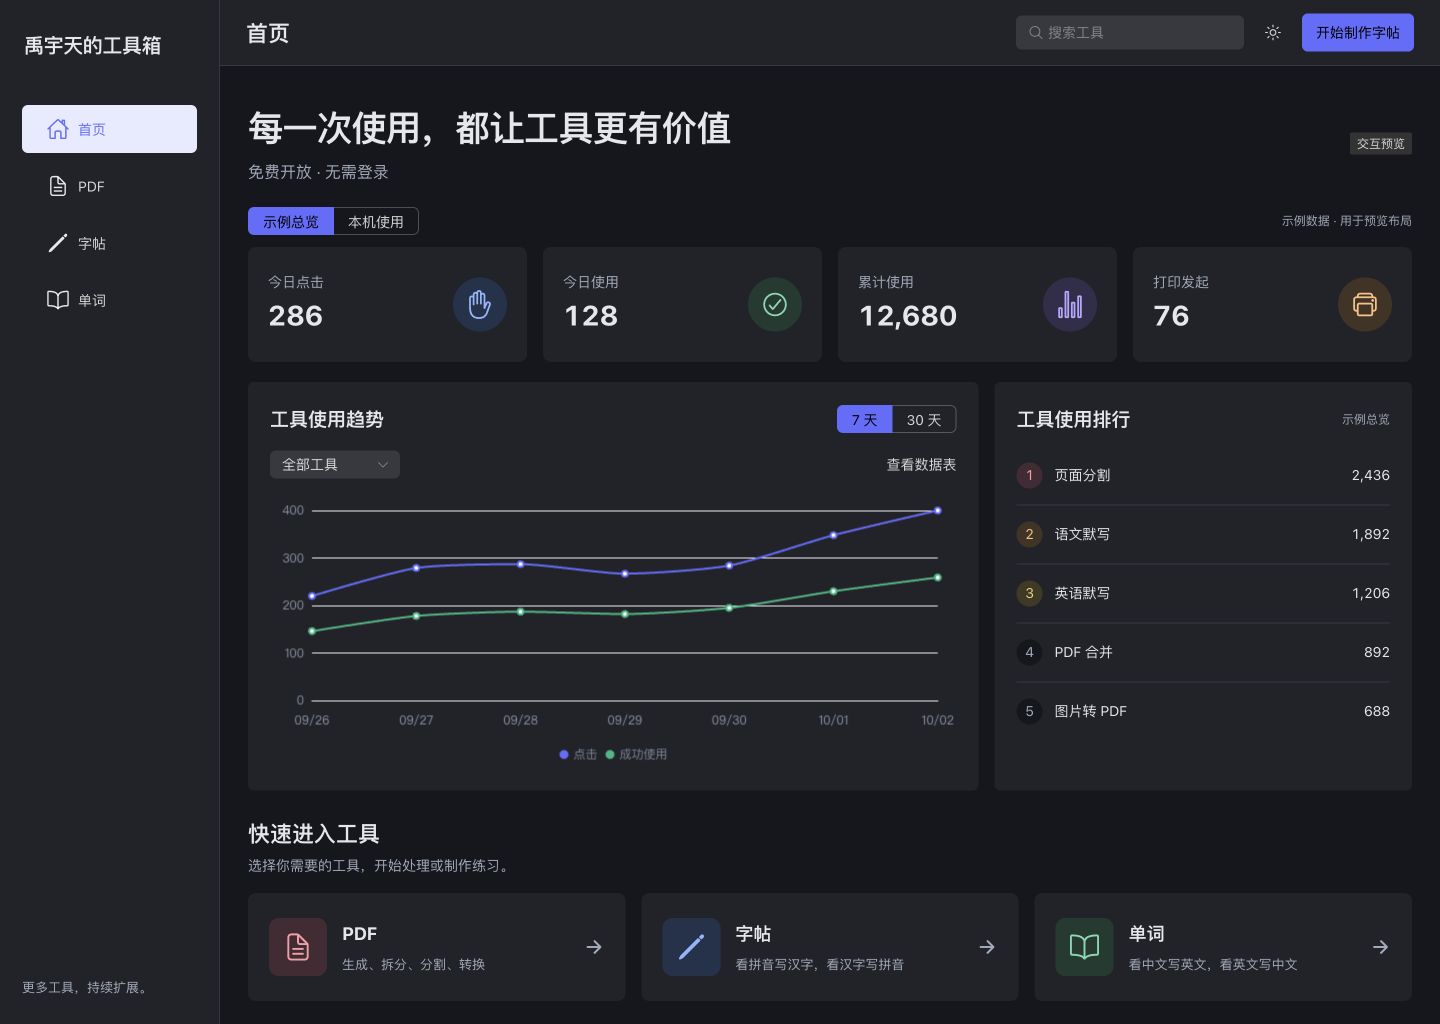 禹宇天的工具箱
首页
PDF
字帖
单词
更多工具，持续扩展。
首页
搜索工具
开始制作字帖
每一次使用，都让工具更有价值
免费开放 · 无需登录
交互预览
示例总览
本机使用
示例数据 · 用于预览布局
今日点击
286
今日使用
128
累计使用
12,680
打印发起
76
工具使用趋势
7 天
30 天
全部工具
查看数据表
400
300
200
100
0
09/26
09/27
09/28
09/29
09/30
10/01
10/02
点击
成功使用
工具使用排行
示例总览
1 页面分割 2,436
2 语文默写 1,892
3 英语默写 1,206
4 PDF 合并 892
5 图片转 PDF 688
快速进入工具
选择你需要的工具，开始处理或制作练习。
PDF
生成、拆分、分割、转换
字帖
看拼音写汉字，看汉字写拼音
单词
看中文写英文，看英文写中文